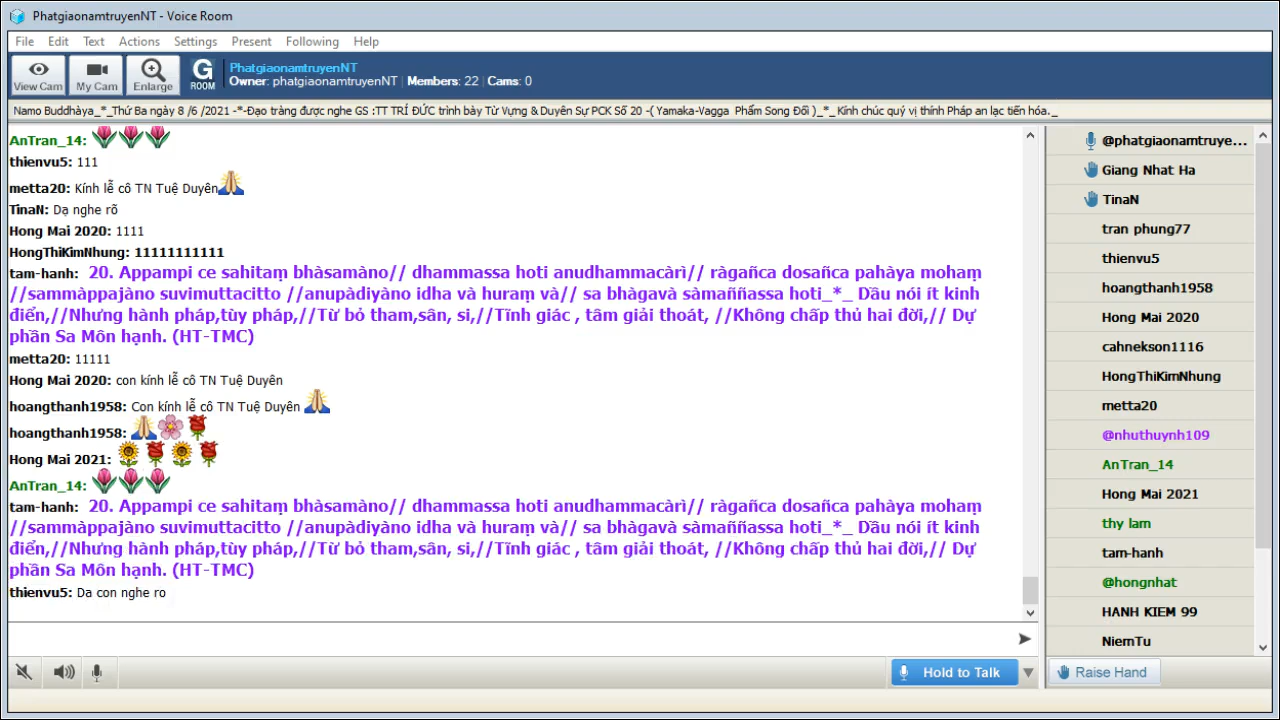 PhatgiaonamtruyenNT - Voice Room
File Edit Text Actions Settings Present Following Help
View Cam
My Cam
Enlarge
G
ROOM
PhatgiaonamtruyenNT
Owner: phatgiaonamtruyenNT | Members: 22 | Cams: 0
Namo Buddhàya_*_Thứ Ba ngày 8 /6 /2021 -*-Đạo tràng được nghe GS :TT TRÍ ĐỨC trình bày Từ Vựng & Duyên Sự PCK Số 20 -( Yamaka-Vagga Phẩm Song Đối )_*_ Kính chúc quý vị thính Pháp an lạc tiến hóa._
AnTran_14:
thienvu5: 111
metta20: Kính lễ cô TN Tuệ Duyên
TinaN: Dạ nghe rõ
Hong Mai 2020: 1111
HongThiKimNhung: 11111111111
tam-hanh: 20. Appampi ce sahitaṃ bhàsamàno// dhammassa hoti anudhammacàrì// ràgañca dosañca pahàya mohaṃ
//sammàppajàno suvimuttacitto //anupàdiyàno idha và huraṃ và// sa bhàgavà sàmaññassa hoti_*_ Dầu nói ít kinh
điển,//Nhưng hành pháp,tùy pháp,//Từ bỏ tham,sân, si,//Tĩnh giác , tâm giải thoát, //Không chấp thủ hai đời,// Dự
phần Sa Môn hạnh. (HT-TMC)
metta20: 11111
Hong Mai 2020: con kính lễ cô TN Tuệ Duyên
hoangthanh1958: Con kính lễ cô TN Tuệ Duyên
hoangthanh1958:
Hong Mai 2021:
AnTran_14:
tam-hanh: 20. Appampi ce sahitaṃ bhàsamàno// dhammassa hoti anudhammacàrì// ràgañca dosañca pahàya mohaṃ
//sammàppajàno suvimuttacitto //anupàdiyàno idha và huraṃ và// sa bhàgavà sàmaññassa hoti_*_ Dầu nói ít kinh
điển,//Nhưng hành pháp,tùy pháp,//Từ bỏ tham,sân, si,//Tĩnh giác , tâm giải thoát, //Không chấp thủ hai đời,// Dự
phần Sa Môn hạnh. (HT-TMC)
thienvu5: Da con nghe ro
@phatgiaonamtruye...
Giang Nhat Ha
TinaN
tran phung77
thienvu5
hoangthanh1958
Hong Mai 2020
cahnekson1116
HongThiKimNhung
metta20
@nhuthuynh109
AnTran_14
Hong Mai 2021
thy lam
tam-hanh
@hongnhat
HANH KIEM 99
NiemTu
Hold to Talk
Raise Hand